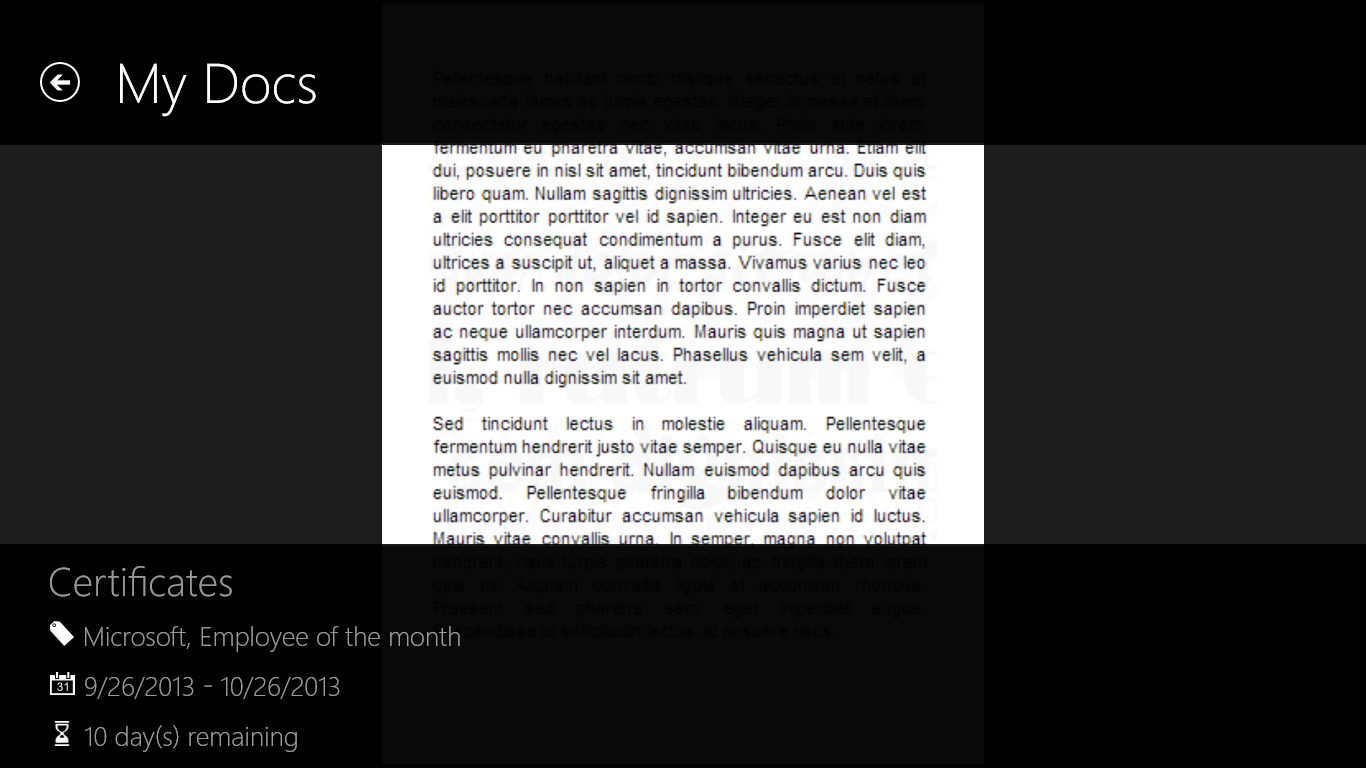 My Docs
Pellentesque habitant morbi tristique senectus et netus et
malesuada fames ac turpis egestas. Integer in massa et libero
consectetur egestas nec vitae lacus. Proin ante lorem,
fermentum eu pharetra vitae, accumsan vitae urna. Etiam elit
dui, posuere in nisl sit amet, tincidunt bibendum arcu. Duis quis
libero quam. Nullam sagittis dignissim ultricies. Aenean vel est
a elit porttitor porttitor vel id sapien. Integer eu est non diam
ultricies consequat condimentum a purus. Fusce elit diam,
ultrices a suscipit ut, aliquet a massa. Vivamus varius nec leo
id porttitor. In non sapien in tortor convallis dictum. Fusce
auctor tortor nec accumsan dapibus. Proin imperdiet sapien
ac neque ullamcorper interdum. Mauris quis magna ut sapien
sagittis mollis nec vel lacus. Phasellus vehicula sem velit, a
euismod nulla dignissim sit amet.
Sed tincidunt lectus in molestie aliquam. Pellentesque
fermentum hendrerit justo vitae semper. Quisque eu nulla vitae
metus pulvinar hendrerit. Nullam euismod dapibus arcu quis
euismod. Pellentesque fringilla bibendum dolor vitae
ullamcorper. Curabitur accumsan vehicula sapien id luctus.
Mauris vitae convallis urna. In semper, magna non volutpat
hendrerit, risus turpis pharetra dolor, ac fringilla libero lorem
quis mi. Aliquam convallis ligula et accumsan rhoncus.
Praesent sed pharetra sem, eget imperdiet augue.
ut sollicitudin lectus, id posuere risus.
Certificates
Microsoft, Employee of the month
31
9/26/2013 - 10/26/2013
10 day(s) remaining